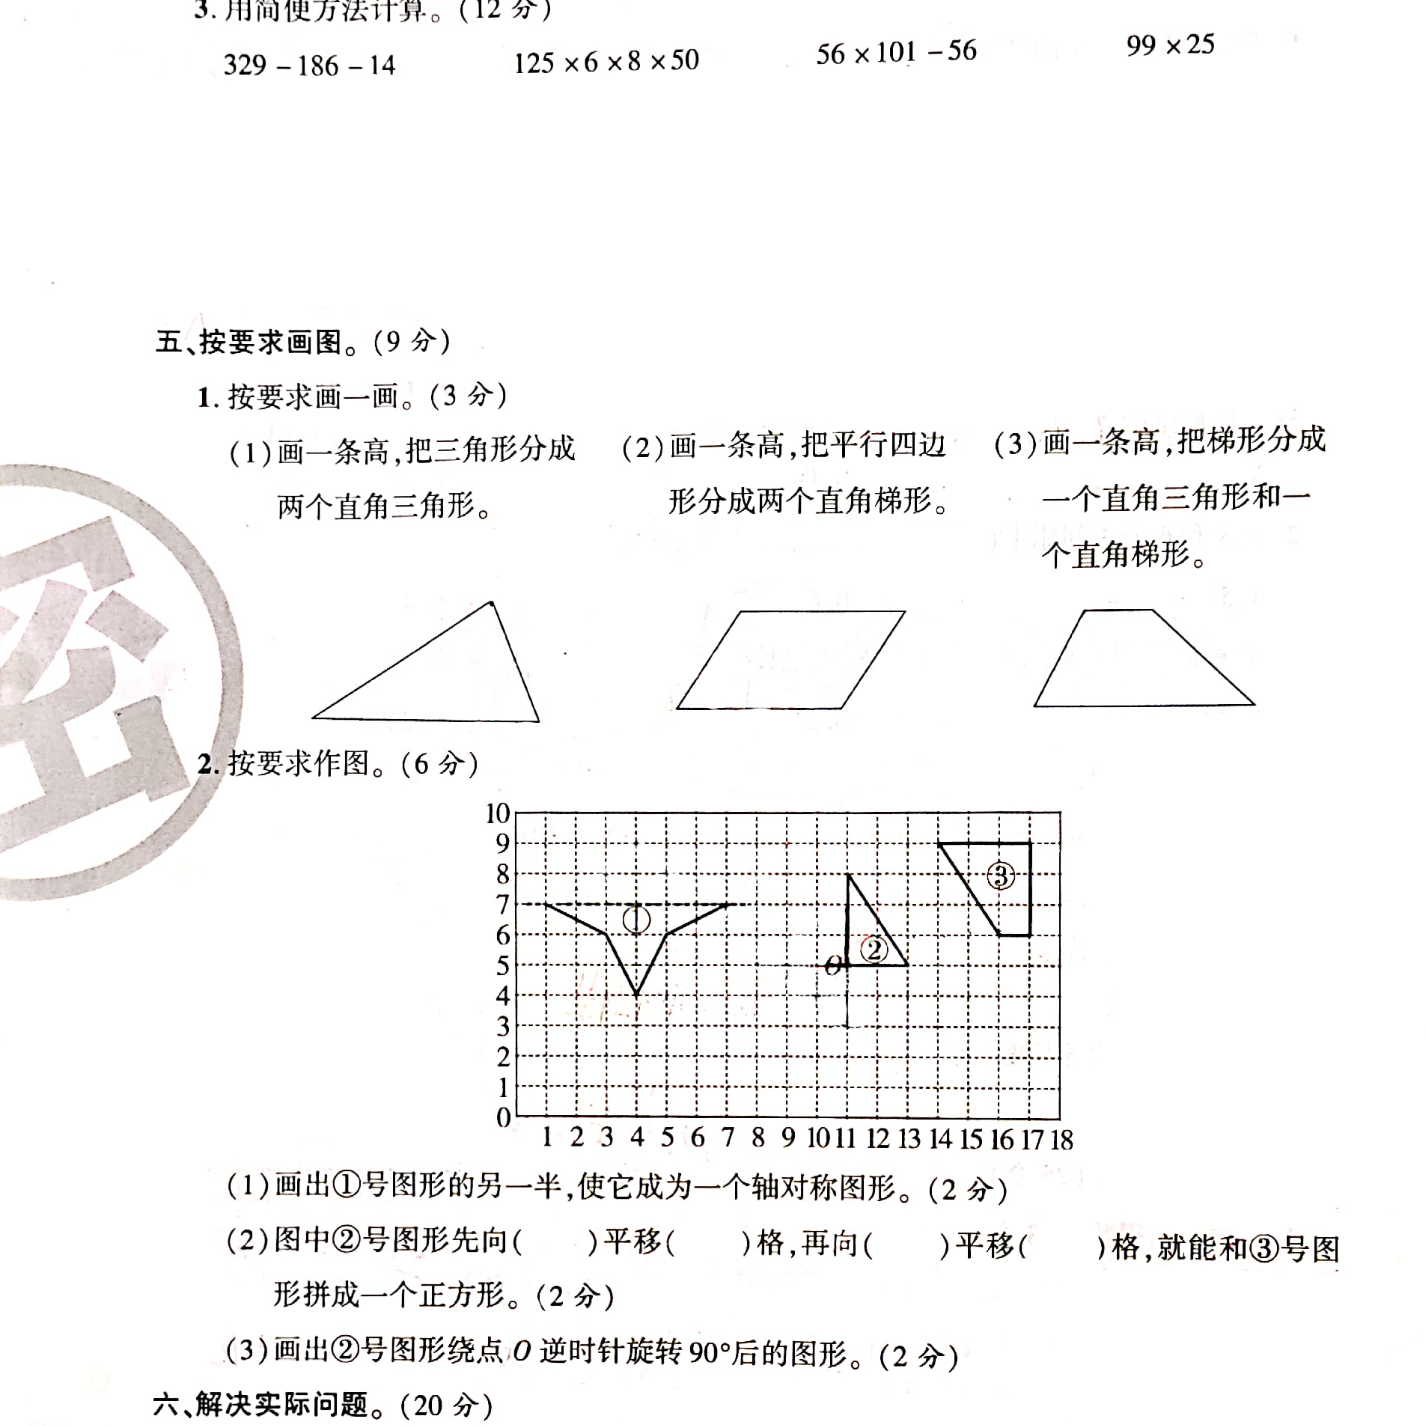 3. 用简便方法计算。(12 分)
329 - 186 - 14 125 × 6 × 8 × 50 56 × 101 - 56 99 × 25
五、按要求画图。(9 分)
1. 按要求画一画。(3 分)
(1)画一条高,把三角形分成 (2)画一条高,把平行四边 (3)画一条高,把梯形分成
两个直角三角形。 形分成两个直角梯形。 一个直角三角形和一
个直角梯形。
密
2. 按要求作图。(6 分)
10
9
8 ③
7
6 ①
5 O ②
4
3
2
1
0
1 2 3 4 5 6 7 8 9 10 11 12 13 14 15 16 17 18
(1)画出①号图形的另一半,使它成为一个轴对称图形。(2 分)
(2)图中②号图形先向( )平移( )格,再向( )平移( )格,就能和③号图
形拼成一个正方形。(2 分)
(3)画出②号图形绕点 O 逆时针旋转 90°后的图形。(2 分)
六、解决实际问题。(20 分)